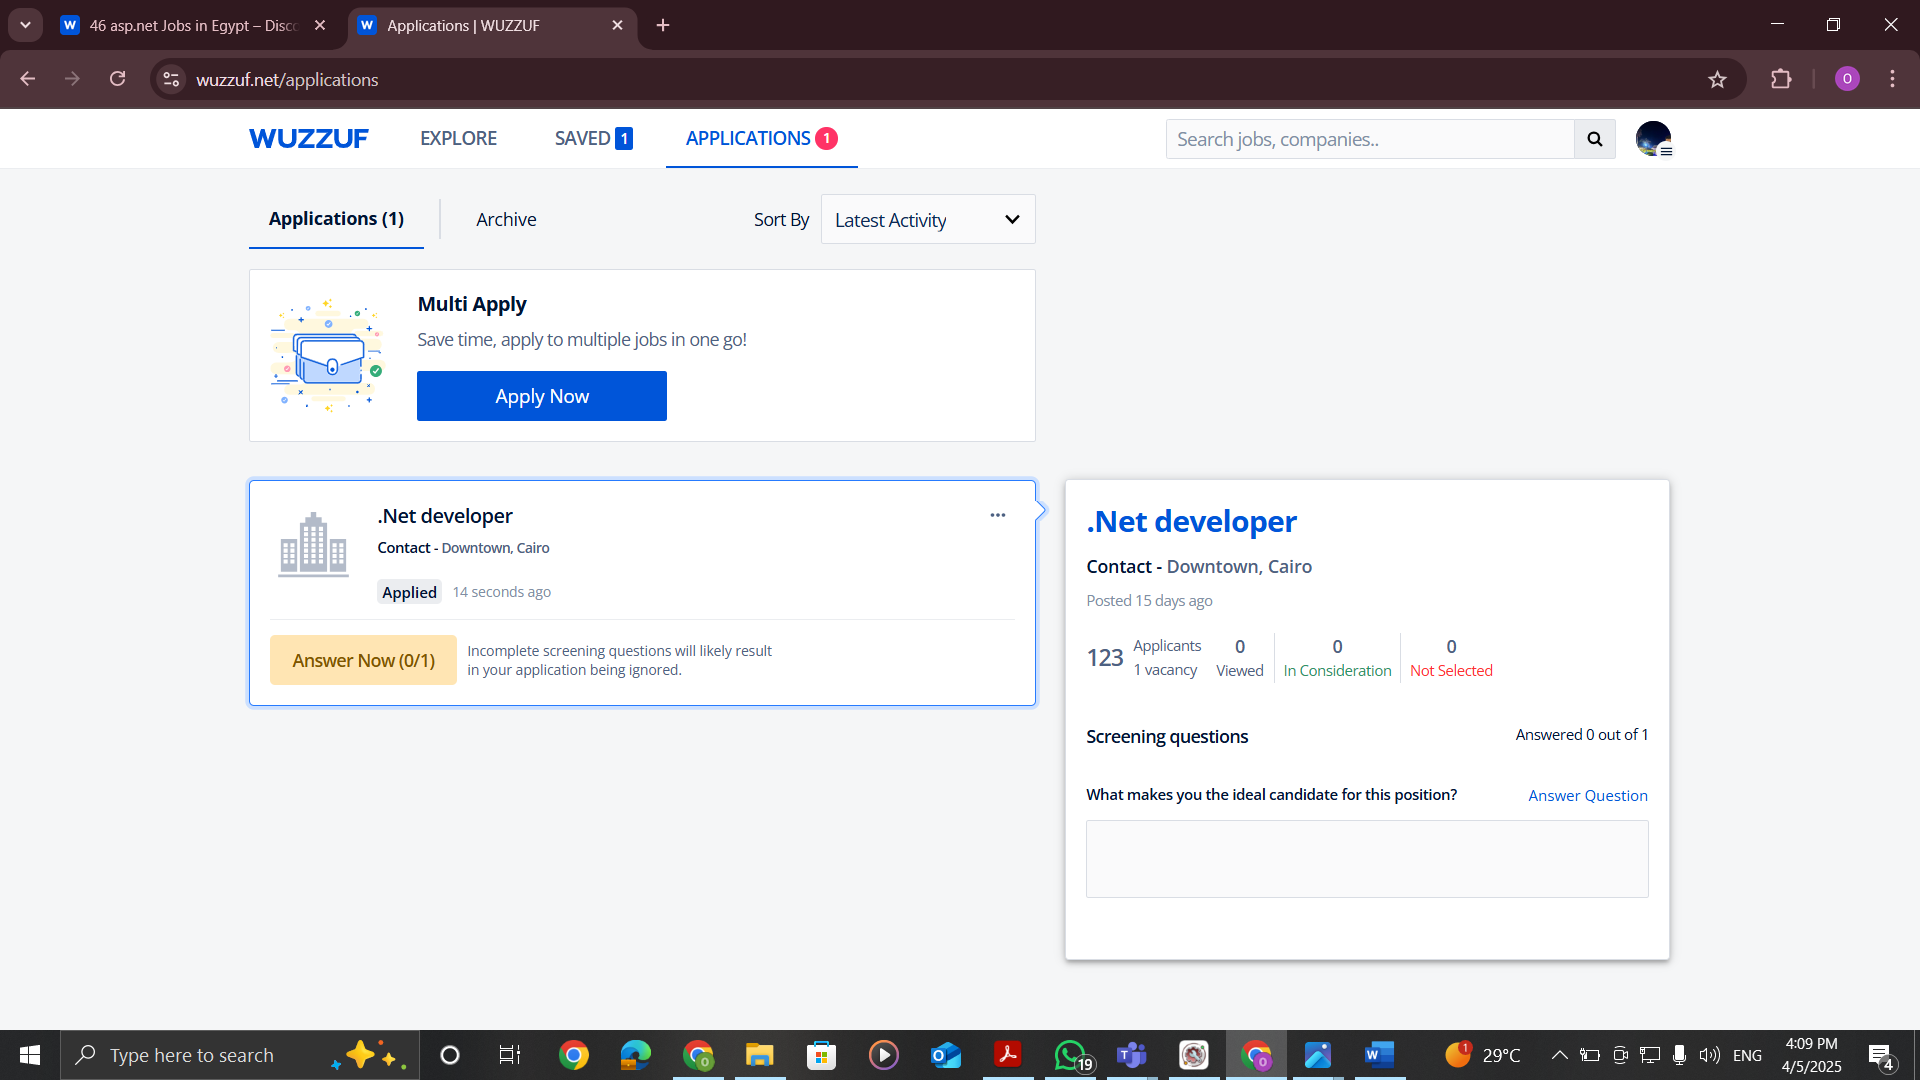 46 asp.net Jobs in Egypt – Disc
Applications | WUZZUF
wuzzuf.net/applications
O
WUZZUF
EXPLORE
SAVED 1
APPLICATIONS 1
Search jobs, companies..
Applications (1)
Archive
Sort By
Latest Activity
Multi Apply
Save time, apply to multiple jobs in one go!
Apply Now
.Net developer
Contact - Downtown, Cairo
Applied 14 seconds ago
Answer Now (0/1)
Incomplete screening questions will likely result
in your application being ignored.
.Net developer
Contact - Downtown, Cairo
Posted 15 days ago
123 Applicants
1 vacancy
0
Viewed
0
In Consideration
0
Not Selected
Screening questions
Answered 0 out of 1
What makes you the ideal candidate for this position?
Answer Question
Type here to search
19
1
29°C
ENG
4:09 PM
4/5/2025
4